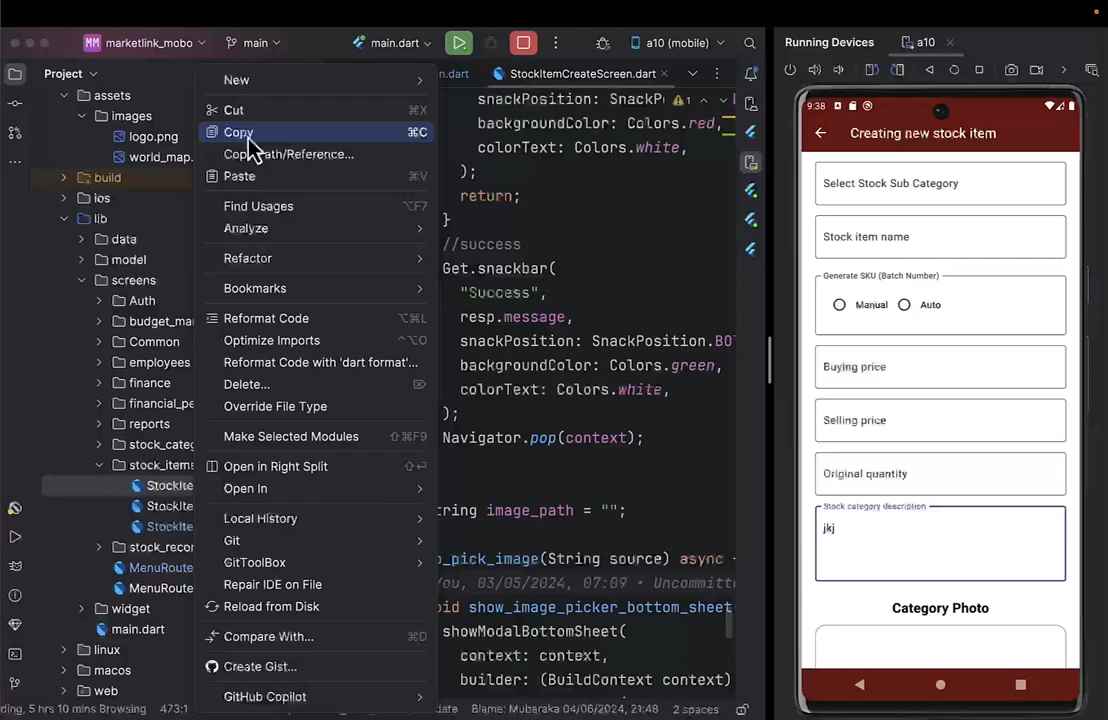 marketlink_mobo
main
main.dart
a10 (mobile)
Running Devices
a10
Project
n.dart
StockItemCreateScreen.dart
assets
images
logo.png
world_map.
build
ios
lib
data
model
screens
Auth
budget_ma
Common
employees
finance
financial_pe
reports
stock_categ
stock_items
StockIte
StockIte
StockIte
stock_recor
MenuRoute
MenuRoute
widget
main.dart
linux
macos
web
New
Cut ⌘X
Copy ⌘C
Copy Path/Reference...
Paste ⌘V
Find Usages ⌥F7
Analyze
Refactor
Bookmarks
Reformat Code ⌥⌘L
Optimize Imports ⌃⌥O
Reformat Code with 'dart format'...
Delete... ⌦
Override File Type
Make Selected Modules ⇧⌘F9
Open in Right Split ⇧⏎
Open In
Local History
Git
GitToolBox
Repair IDE on File
Reload from Disk
Compare With... ⌘D
Create Gist...
GitHub Copilot
snackPosition: SnackP
1
backgroundColor: Colors.red,
colorText: Colors.white,
);
return;
}
//success
Get.snackbar(
"Success",
resp.message,
snackPosition: SnackPosition.BO
backgroundColor: Colors.green,
colorText: Colors.white,
);
Navigator.pop(context);
tring image_path = "";
o_pick_image(String source) async
You, 03/05/2024, 07:09 • Uncommitte
oid show_image_picker_bottom_sheet
showModalBottomSheet(
context: context,
builder: (BuildContext context)
ding, 5 hrs 10 mins Browsing
473:1
date
Blame: Mubaraka 04/06/2024, 21:48
2 spaces
9:38
Creating new stock item
Select Stock Sub Category
Stock item name
Generate SKU (Batch Number)
Manual
Auto
Buying price
Selling price
Original quantity
Stock category description
jkj
Category Photo